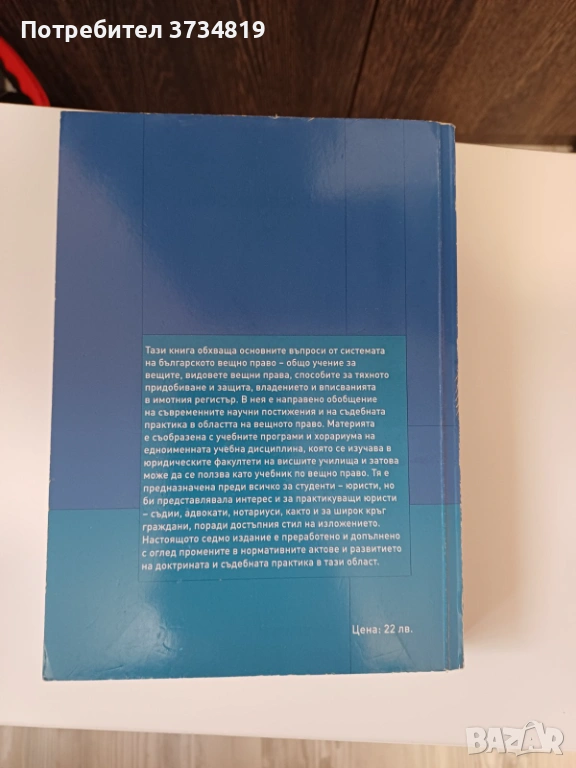 Потребител 3734819
Тази книга обхваща основните въпроси от системата
на българското вещно право – общо учение за
вещите, видовете вещни права, способите за тяхното
придобиване и защита, владението и вписванията
в имотния регистър. В нея е направено обобщение
на съвременните научни постижения и на съдебната
практика в областта на вещното право. Материята
е съобразена с учебните програми и хорариума на
едноименната учебна дисциплина, която се изучава в
юридическите факултети на висшите училища и затова
може да се ползва като учебник по вещно право. Тя е
предназначена преди всичко за студенти – юристи, но
би представлявала интерес и за практикуващи юристи
– съдии, адвокати, нотариуси, както и за широк кръг
граждани, поради достъпния стил на изложението.
Настоящото седмо издание е преработено и допълнено
с оглед промените в нормативните актове и развитието
на доктрината и съдебната практика в тази област.
Цена: 22 лв.
BAZAR